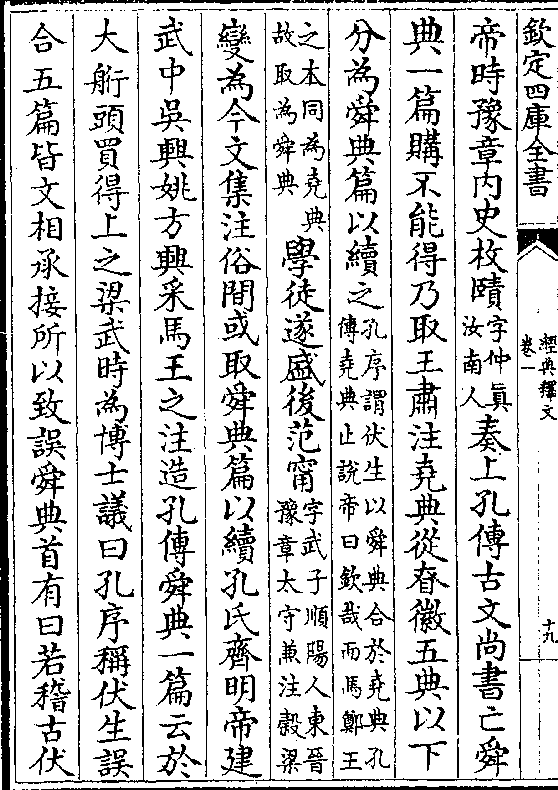 欽定四庫全書
經典釋文
卷一
十九
帝時豫章内史枚賾字仲眞汝南人奏上孔傳古文尚書亡舜
典一篇購不能得乃取王肅注堯典從眘徽五典以下
分為舜典篇以續之孔序謂伏生以舜典合於堯典孔傳堯典止說帝曰欽哉而馬鄭王
之本同為堯典故取為舜典學徒遂盛後范甯字武子順陽人東晉豫章太守兼注穀梁
變為今文集注俗間或取舜典篇以續孔氏齊明帝建
武中吳興姚方興采馬王之注造孔傳舜典一篇云於
大𦨵頭買得上之梁武時為博士議曰孔序稱伏生誤
合五篇皆文相承接所以致誤舜典首有曰若稽古伏